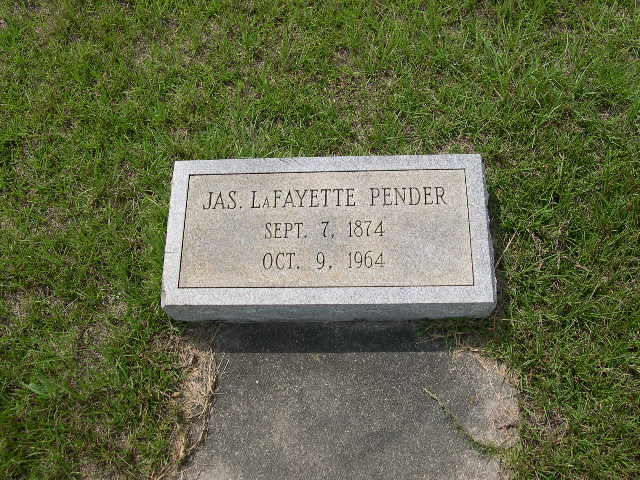 JAS. LaFAYETTE PENDER
SEPT. 7, 1874
OCT. 9, 1964